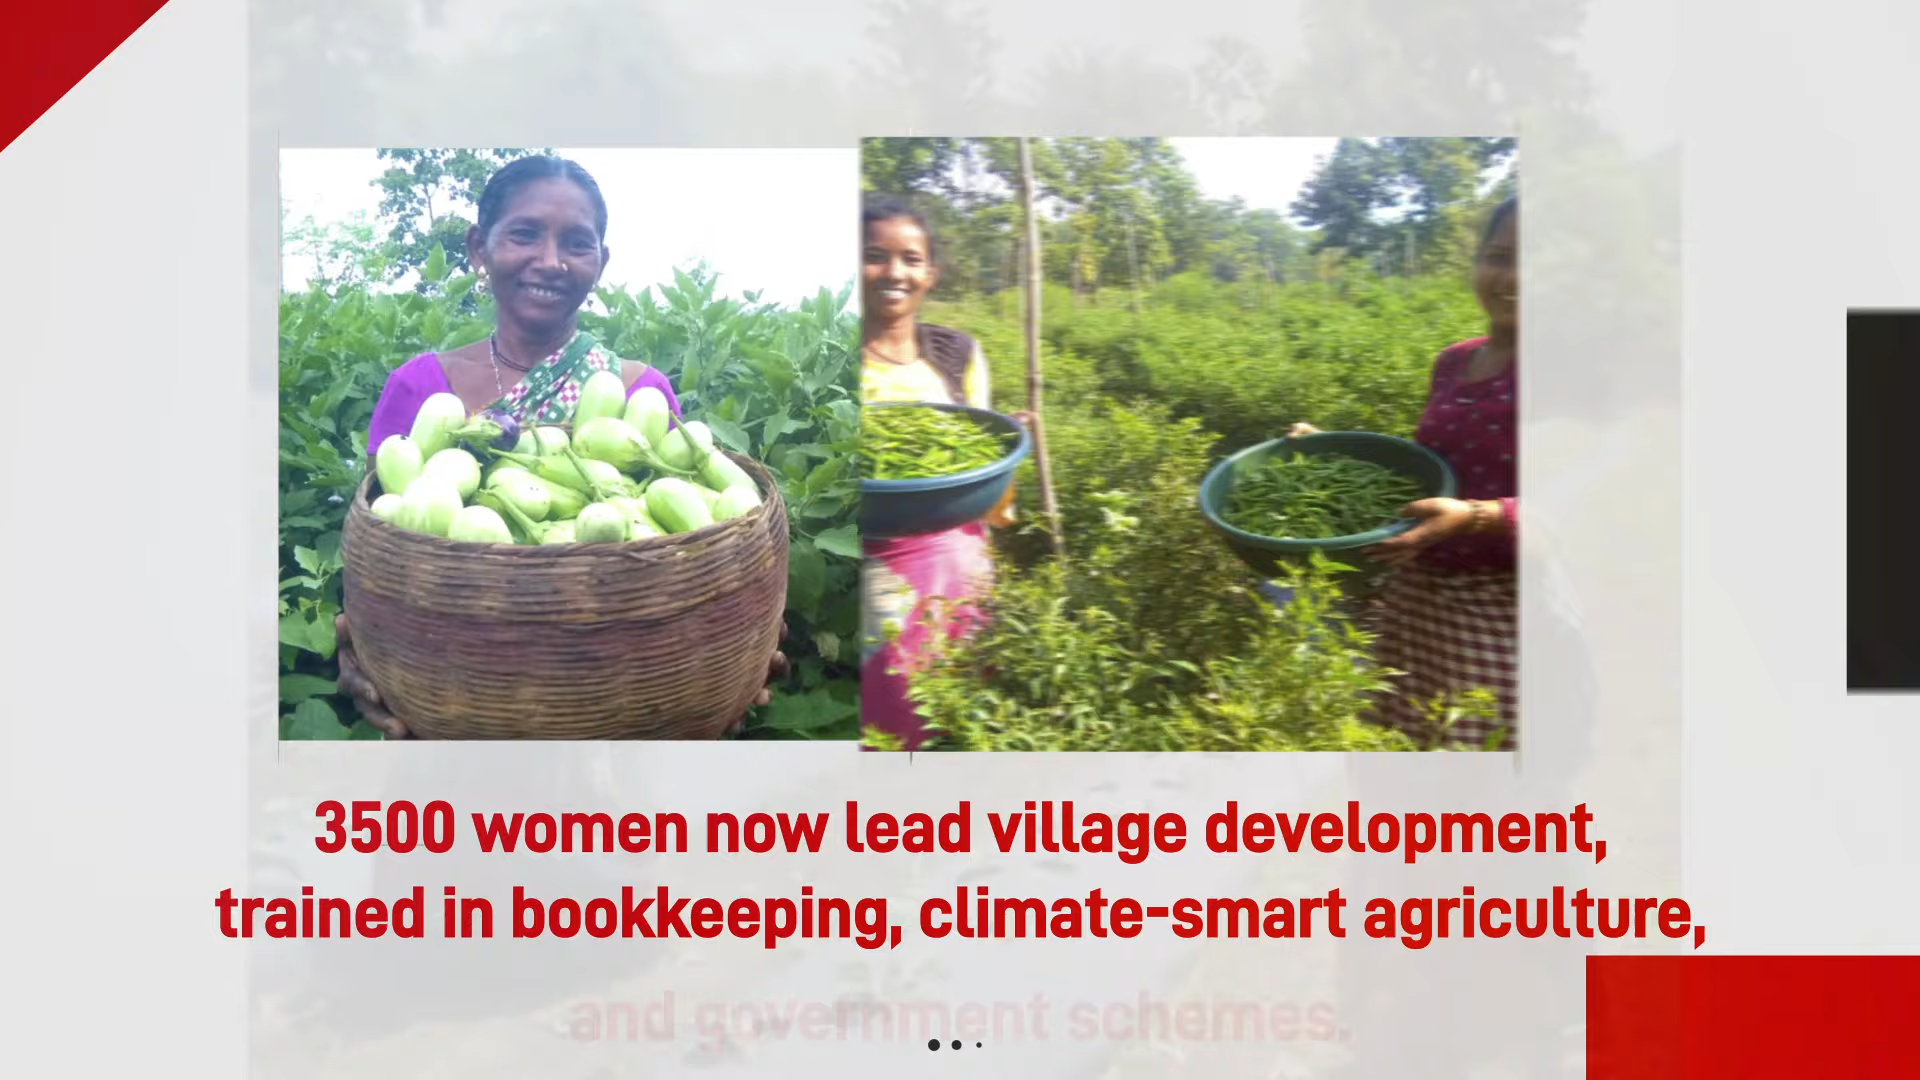 3500 women now lead village development,
trained in bookkeeping, climate-smart agriculture,
and government schemes.